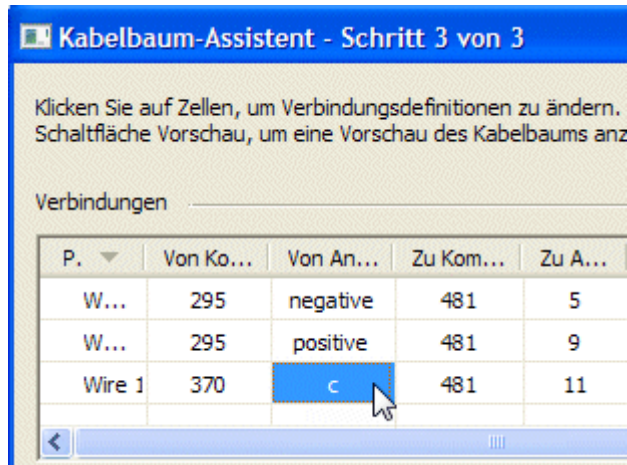 Kabelbaum-Assistent - Schritt 3 von 3
Klicken Sie auf Zellen, um Verbindungsdefinitionen zu ändern.
Schaltfläche Vorschau, um eine Vorschau des Kabelbaums anz
Verbindungen
P. Von Ko... Von An... Zu Kom... Zu A...
W... 295 negative 481 5
W... 295 positive 481 9
Wire 1 370 c 481 11